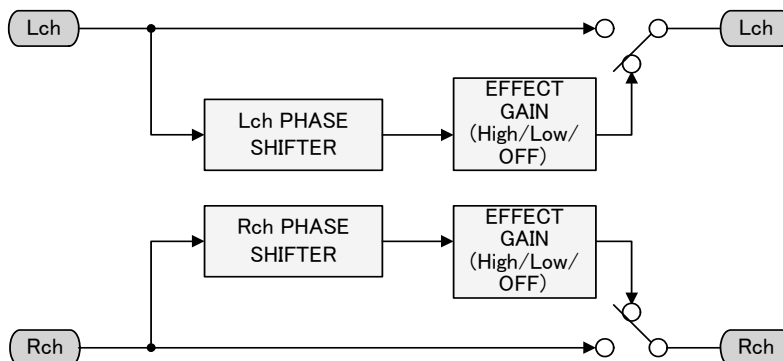 Lch
Lch
Lch PHASE
SHIFTER
EFFECT
GAIN
(High/Low/
OFF)
Rch PHASE
SHIFTER
EFFECT
GAIN
(High/Low/
OFF)
Rch
Rch